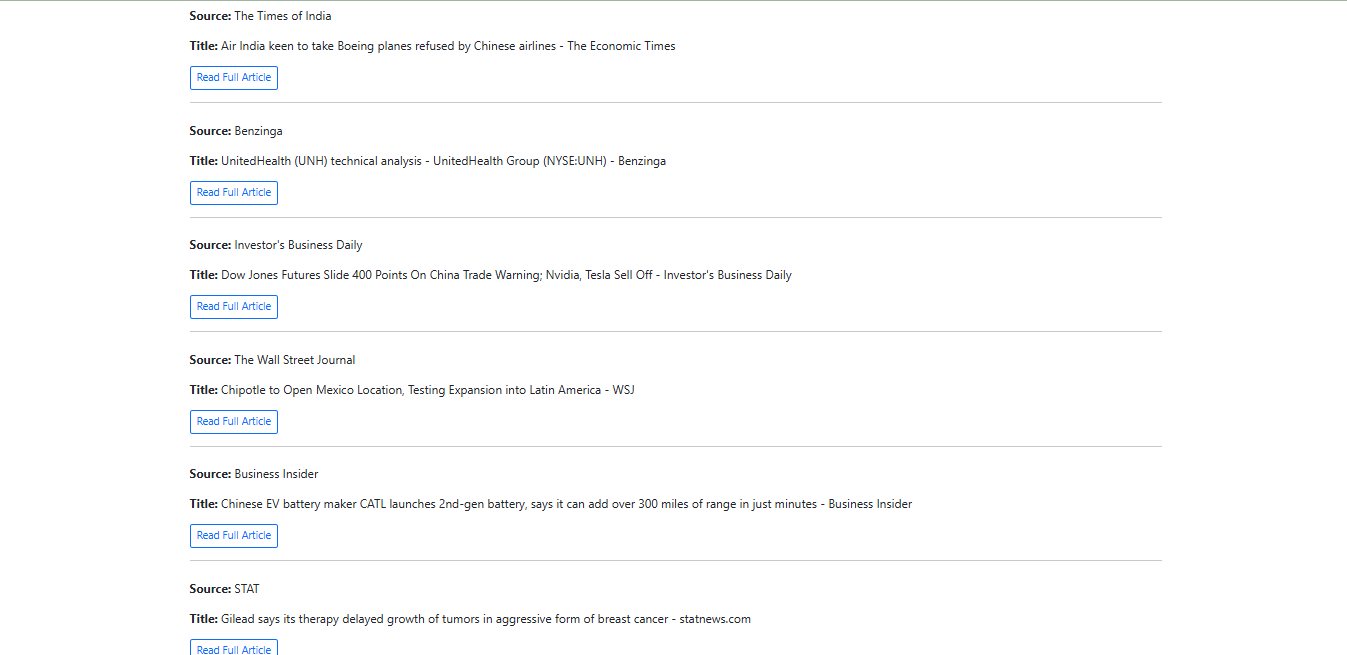 Source: The Times of India
Title: Air India keen to take Boeing planes refused by Chinese airlines - The Economic Times
Read Full Article
Source: Benzinga
Title: UnitedHealth (UNH) technical analysis - UnitedHealth Group (NYSE:UNH) - Benzinga
Read Full Article
Source: Investor's Business Daily
Title: Dow Jones Futures Slide 400 Points On China Trade Warning; Nvidia, Tesla Sell Off - Investor's Business Daily
Read Full Article
Source: The Wall Street Journal
Title: Chipotle to Open Mexico Location, Testing Expansion into Latin America - WSJ
Read Full Article
Source: Business Insider
Title: Chinese EV battery maker CATL launches 2nd-gen battery, says it can add over 300 miles of range in just minutes - Business Insider
Read Full Article
Source: STAT
Title: Gilead says its therapy delayed growth of tumors in aggressive form of breast cancer - statnews.com
Read Full Article